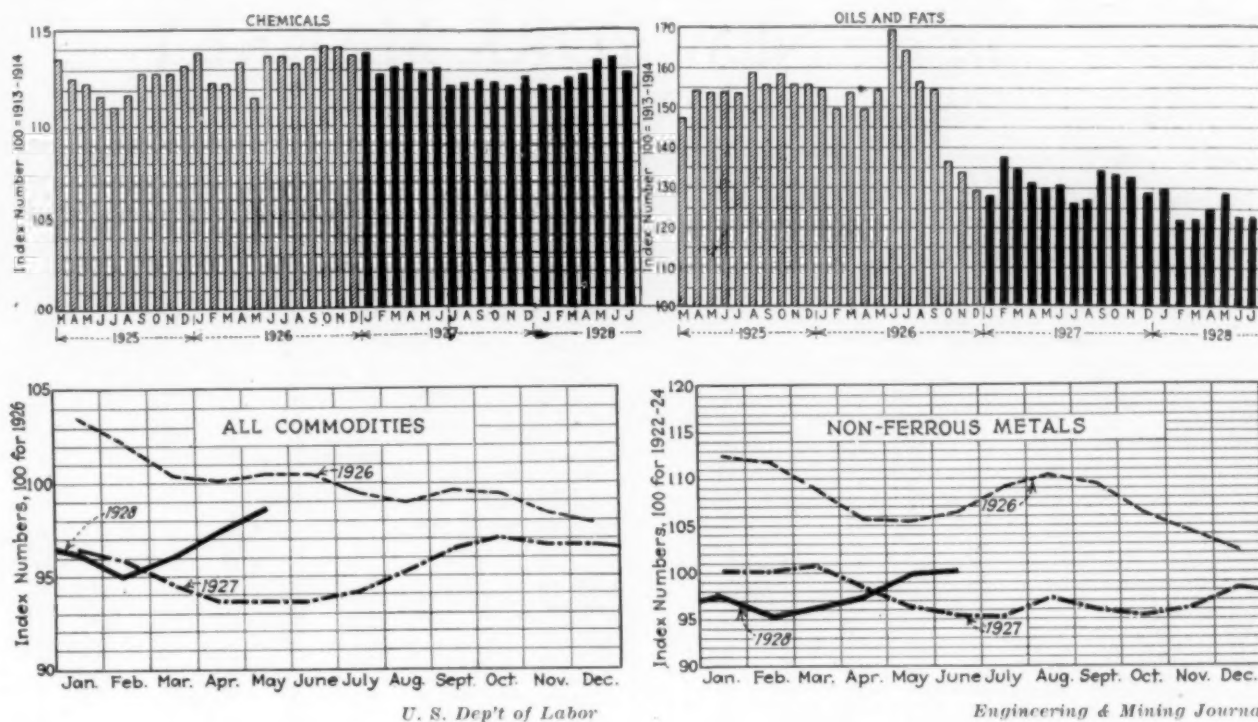 CHEMICALS
115
110
105
00
Index Number 100=1913-1914
M A M J J A S O N D J F M A M J J A S O N D J F M A M J J A S O N D J F M A M J J
1925 1926 1927 1928
OILS AND FATS
170
160
150
140
130
120
110
100
Index Number 100=1913-1914
M A M J J A S O N D J F M A M J J A S O N D J F M A M J J A S O N D J F M A M J J
1925 1926 1927 1928
105
100
95
90
Index Numbers, 100 for 1926
ALL COMMODITIES
1926
1928
1927
Jan. Feb. Mar. Apr. May June July Aug. Sept. Oct. Nov. Dec.
U. S. Dep't of Labor
120
115
110
105
100
95
90
Index Numbers, 100 for 1922-24
NON-FERROUS METALS
1926
1928
1927
Jan. Feb. Mar. Apr. May June July Aug. Sept. Oct. Nov. Dec.
Engineering & Mining Journa